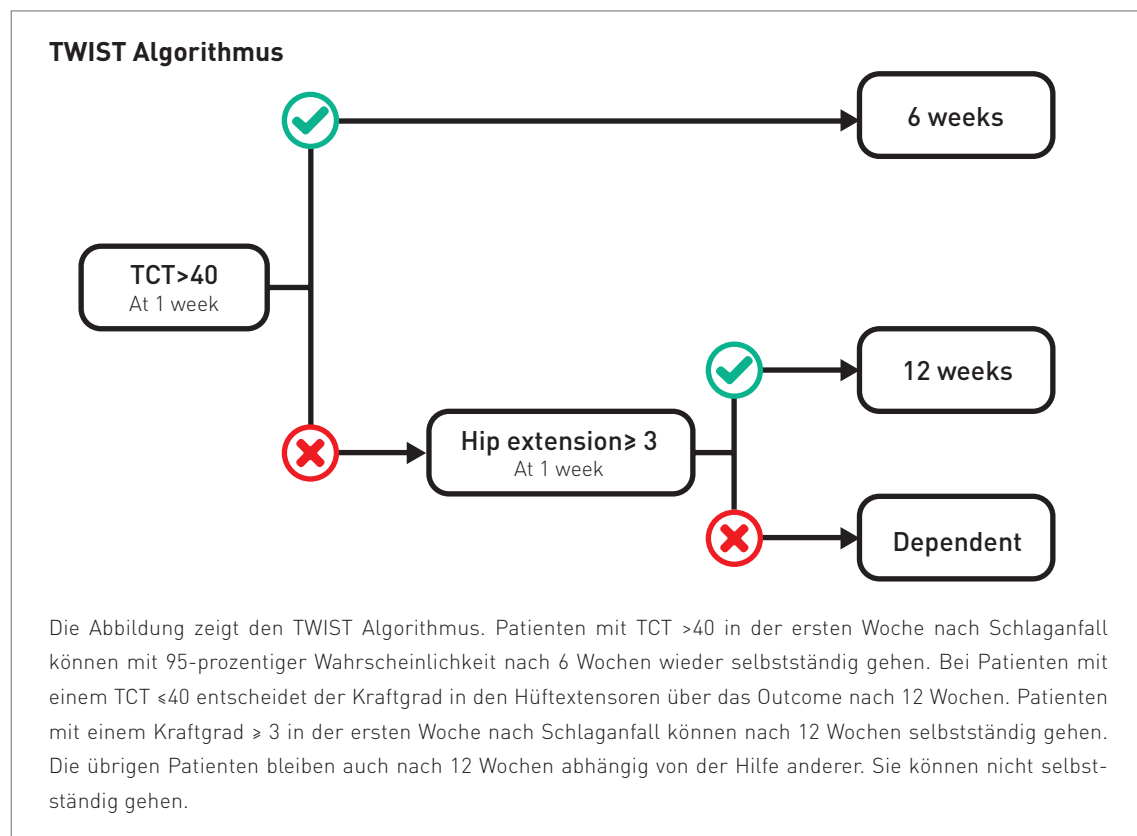 TWIST Algorithmus
6 weeks
TCT>40
At 1 week
12 weeks
Hip extension⩾ 3
At 1 week
Dependent
Die Abbildung zeigt den TWIST Algorithmus. Patienten mit TCT >40 in der ersten Woche nach Schlaganfall
können mit 95-prozentiger Wahrscheinlichkeit nach 6 Wochen wieder selbstständig gehen. Bei Patienten mit
einem TCT ⩽40 entscheidet der Kraftgrad in den Hüftextensoren über das Outcome nach 12 Wochen. Patienten
mit einem Kraftgrad ⩾ 3 in der ersten Woche nach Schlaganfall können nach 12 Wochen selbstständig gehen.
Die übrigen Patienten bleiben auch nach 12 Wochen abhängig von der Hilfe anderer. Sie können nicht selbst-
ständig gehen.